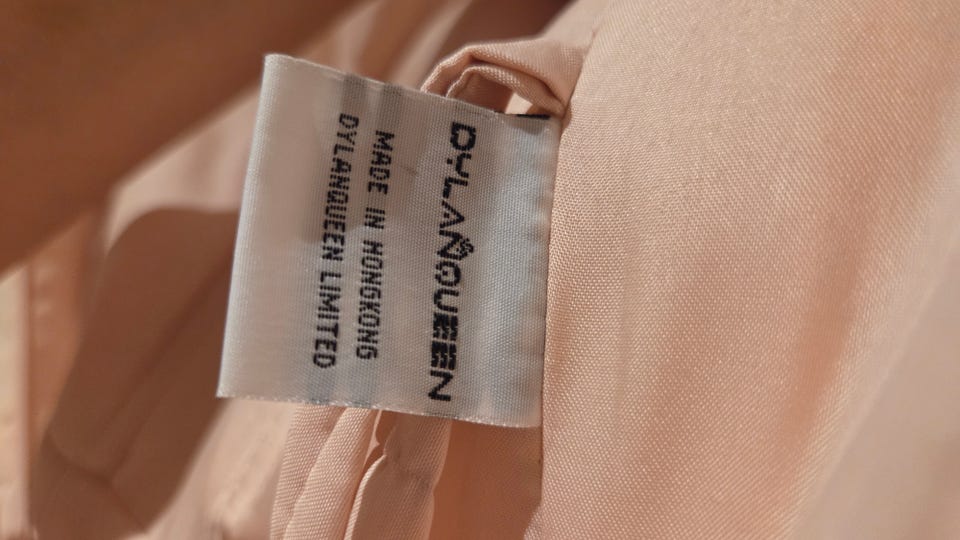 DYLANQUEEN
MADE IN HONGKONG
DYLANQUEEN LIMITED